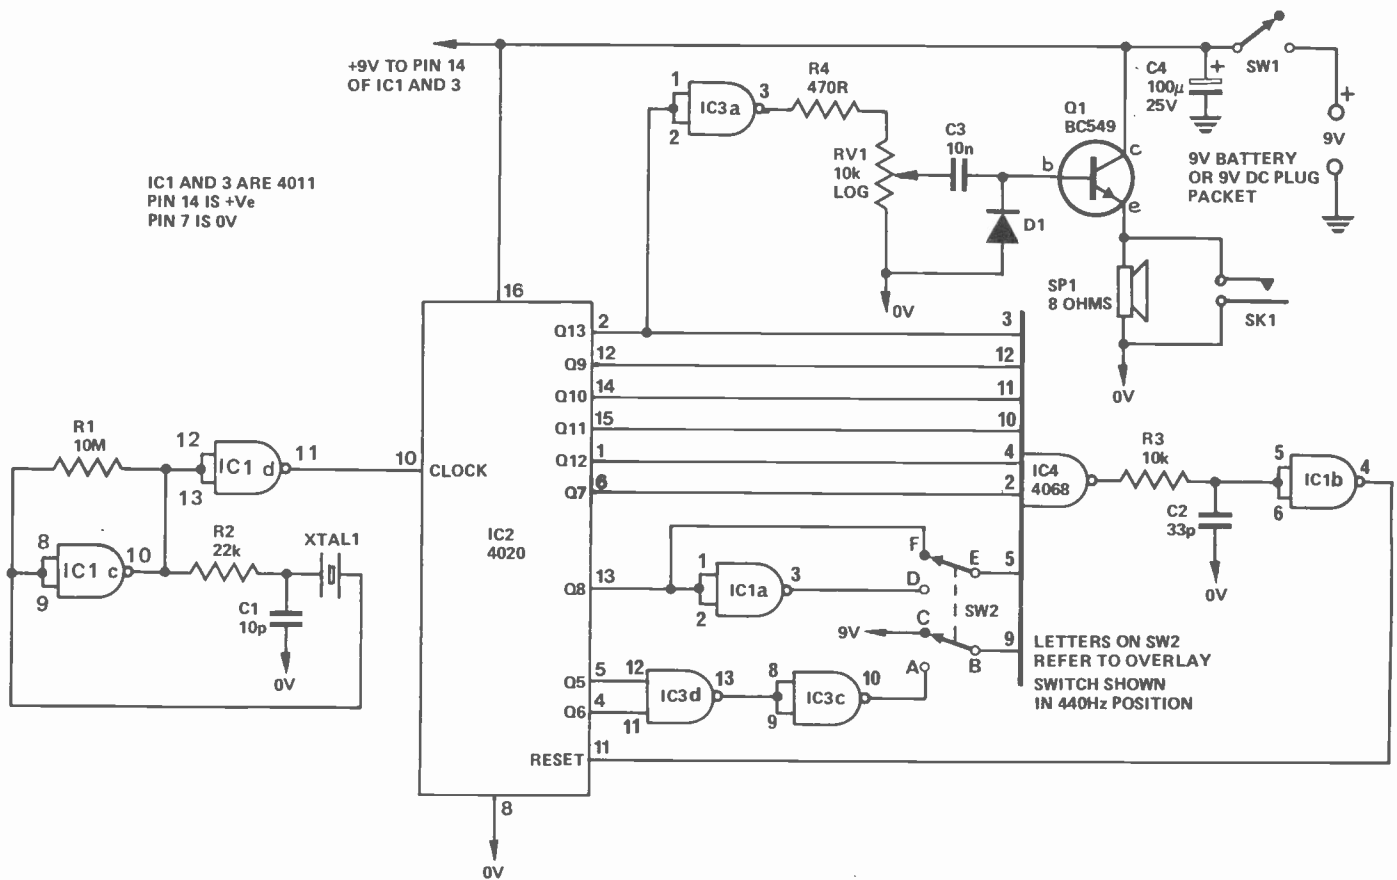 +9V TO PIN 14
OF IC1 AND 3
IC1 AND 3 ARE 4011
PIN 14 IS +Ve
PIN 7 IS 0V
1
2
IC3a
3
R4
470R
RV1
10k
LOG
C3
10n
D1
0V
Q1
BC549
b
c
e
C4
100μ
25V
+
SW1
+
9V
9V BATTERY
OR 9V DC PLUG
PACKET
SP1
8 OHMS
SK1
0V
16
Q13
2
3
Q9
12
12
Q10
14
11
Q11
15
10
Q12
1
4
Q7
6
2
R1
10M
12
13
IC1 d
11
10
CLOCK
8
9
IC1 c
10
R2
22k
XTAL1
C1
10p
0V
IC2
4020
Q8
13
1
2
IC1a
3
F
E
D
SW2
C
9V
B
A
5
9
Q5
5
12
Q6
4
11
IC3d
13
8
9
IC3c
10
RESET
11
8
0V
IC4
4068
R3
10k
C2
33p
0V
5
6
IC1b
4
LETTERS ON SW2
REFER TO OVERLAY
SWITCH SHOWN
IN 440Hz POSITION